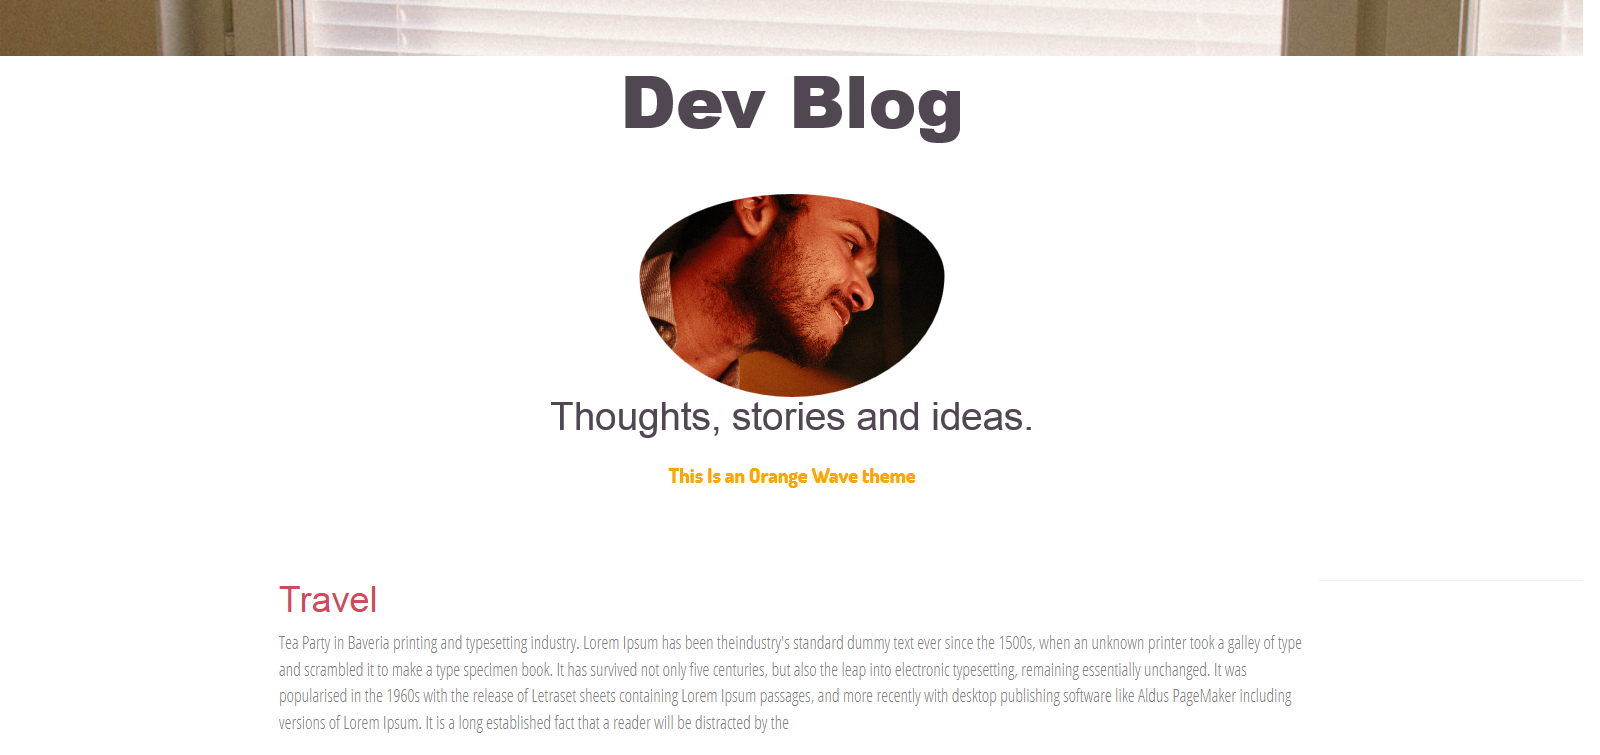 Dev Blog
Thoughts, stories and ideas.
This Is an Orange Wave theme
Travel
Tea Party in Baveria printing and typesetting industry. Lorem Ipsum has been theindustry's standard dummy text ever since the 1500s, when an unknown printer took a galley of type
and scrambled it to make a type specimen book. It has survived not only five centuries, but also the leap into electronic typesetting, remaining essentially unchanged. It was
popularised in the 1960s with the release of Letraset sheets containing Lorem Ipsum passages, and more recently with desktop publishing software like Aldus PageMaker including
versions of Lorem Ipsum. It is a long established fact that a reader will be distracted by the